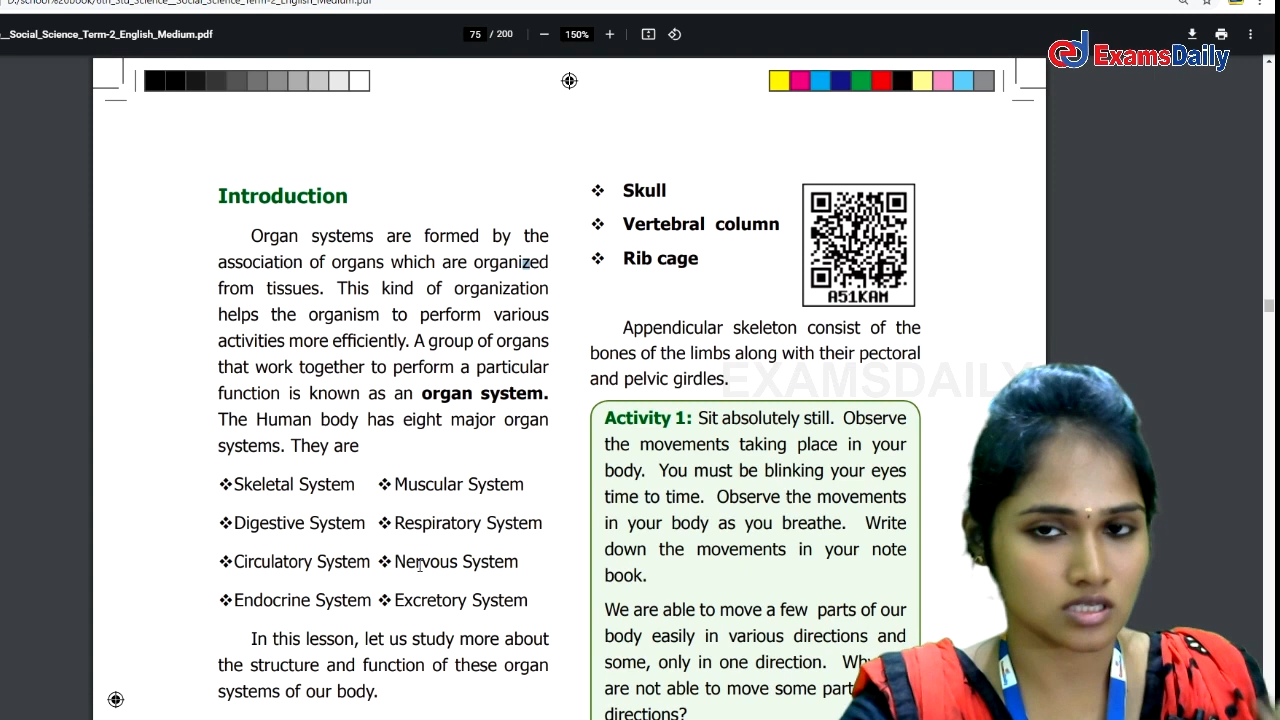 __Social_Science_Term-2_English_Medium.pdf
75 / 200
150%
ExamsDaily
Introduction
Organ systems are formed by the
association of organs which are organized
from tissues. This kind of organization
helps the organism to perform various
activities more efficiently. A group of organs
that work together to perform a particular
function is known as an organ system.
The Human body has eight major organ
systems. They are
❖Skeletal System ❖Muscular System
❖Digestive System ❖Respiratory System
❖Circulatory System ❖Nervous System
❖Endocrine System ❖Excretory System
In this lesson, let us study more about
the structure and function of these organ
systems of our body.
❖ Skull
❖ Vertebral column
❖ Rib cage
A51KAM
Appendicular skeleton consist of the
bones of the limbs along with their pectoral
and pelvic girdles.
EXAMSDAILY
Activity 1: Sit absolutely still. Observe
the movements taking place in your
body. You must be blinking your eyes
time to time. Observe the movements
in your body as you breathe. Write
down the movements in your note
book.
We are able to move a few parts of our
body easily in various directions and
some, only in one direction.
are not able to move some
directions?